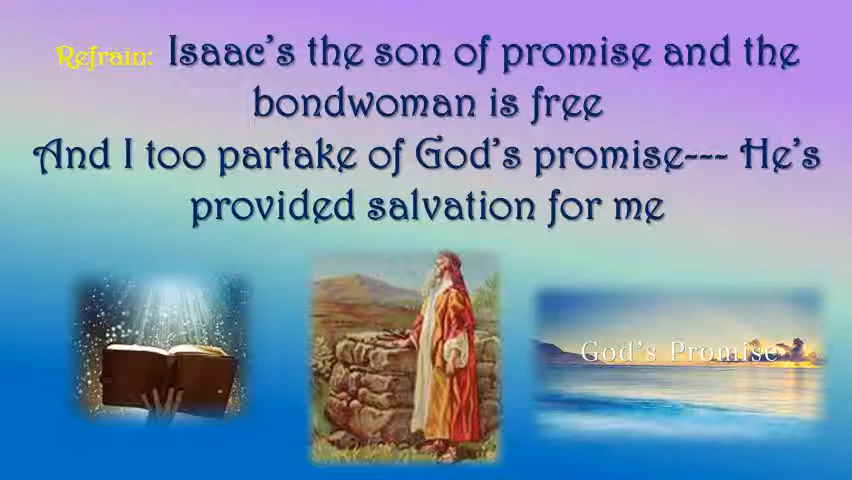 Refrain: Isaac's the son of promise and the
bondwoman is free
And I too partake of God's promise--- He's
provided salvation for me
God's Promise